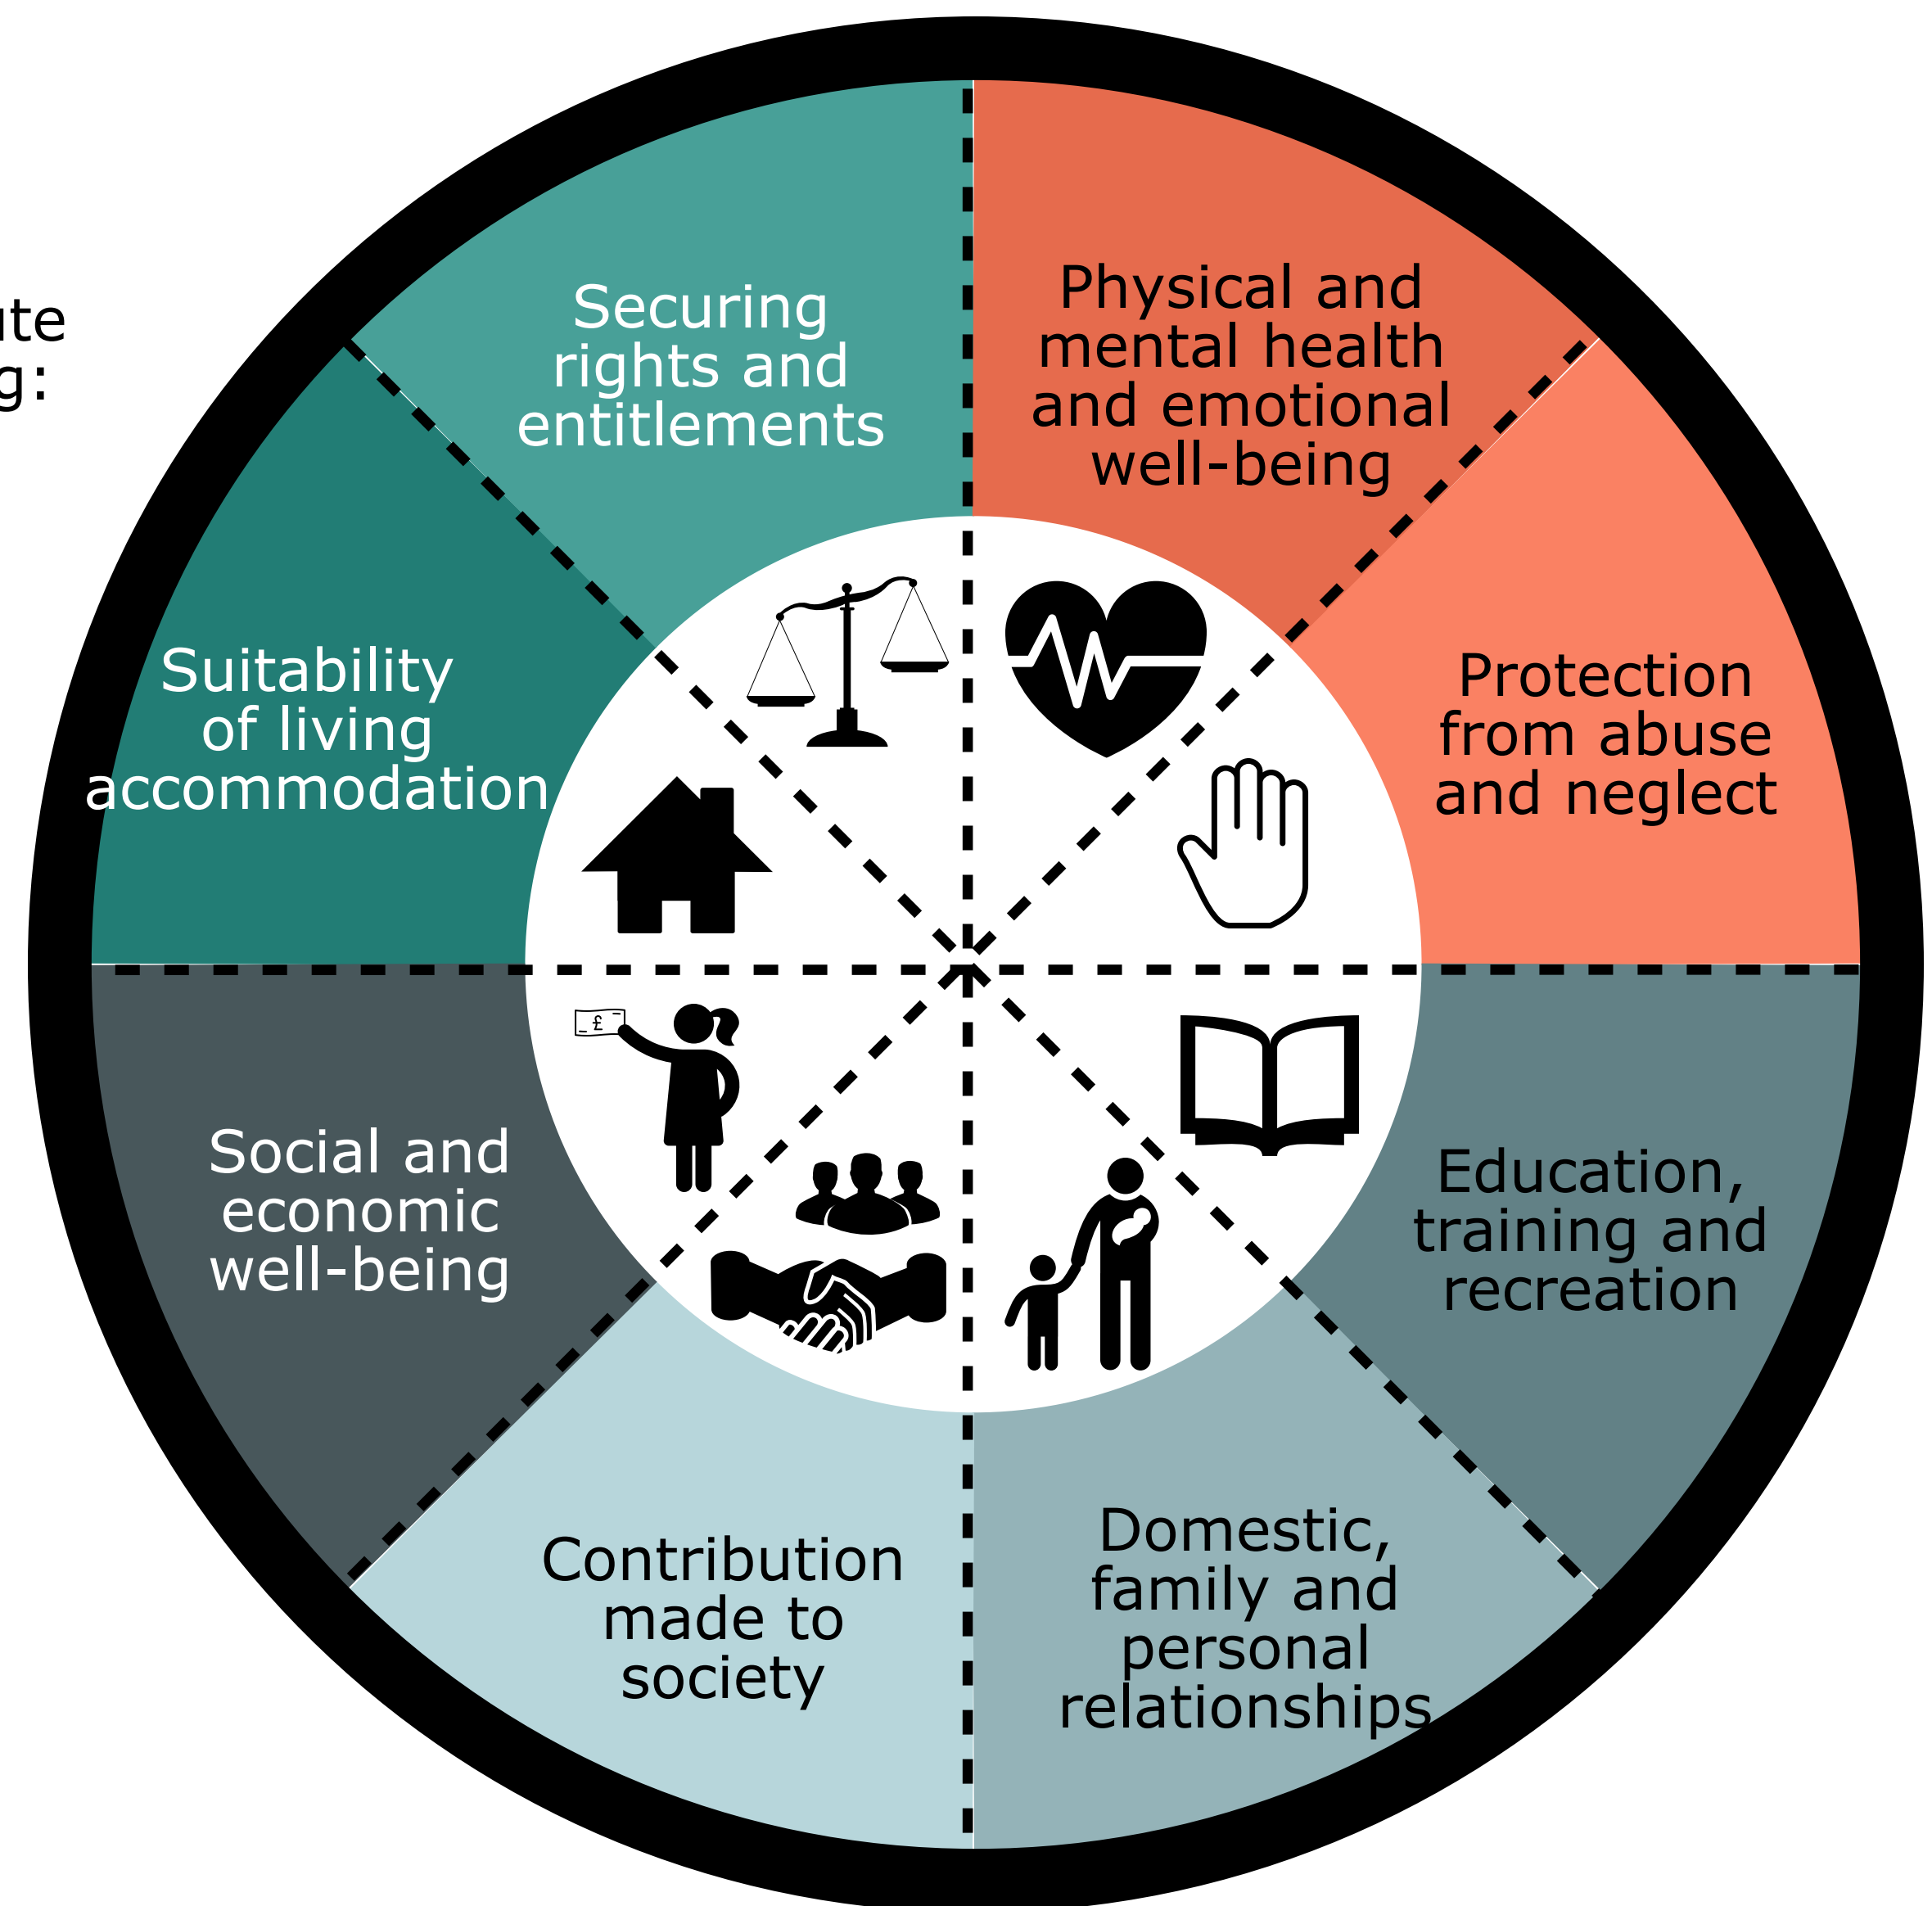 g:
Securing
rights and
entitlements
Physical and
mental health
and emotional
well-being
Protection
from abuse
and neglect
Education,
training and
recreation
Domestic,
family and
personal
relationships
Contribution
made to
society
Social and
economic
well-being
Suitability
of living
accommodation
£